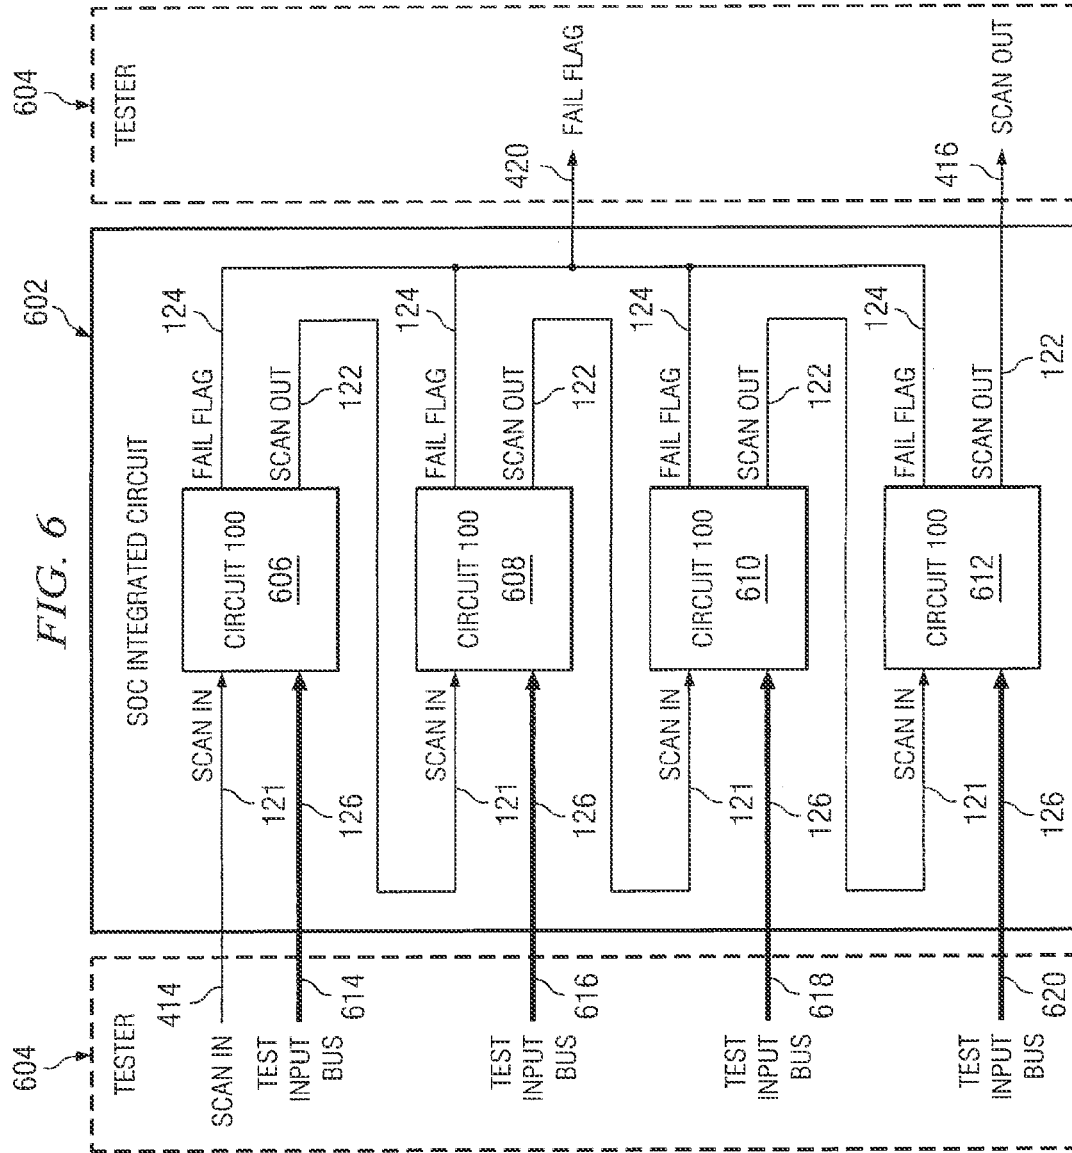 FIG. 6
604
TESTER
SCAN IN
414
TEST
INPUT
BUS
614
TEST
INPUT
BUS
616
TEST
INPUT
BUS
618
TEST
INPUT
BUS
620
602
SOC INTEGRATED CIRCUIT
SCAN IN
121
126
CIRCUIT 100
606
FAIL FLAG
124
SCAN OUT
122
SCAN IN
121
126
CIRCUIT 100
608
FAIL FLAG
124
SCAN OUT
122
SCAN IN
121
126
CIRCUIT 100
610
FAIL FLAG
124
SCAN OUT
122
SCAN IN
121
126
CIRCUIT 100
612
FAIL FLAG
124
SCAN OUT
122
604
TESTER
420
FAIL FLAG
416
SCAN OUT